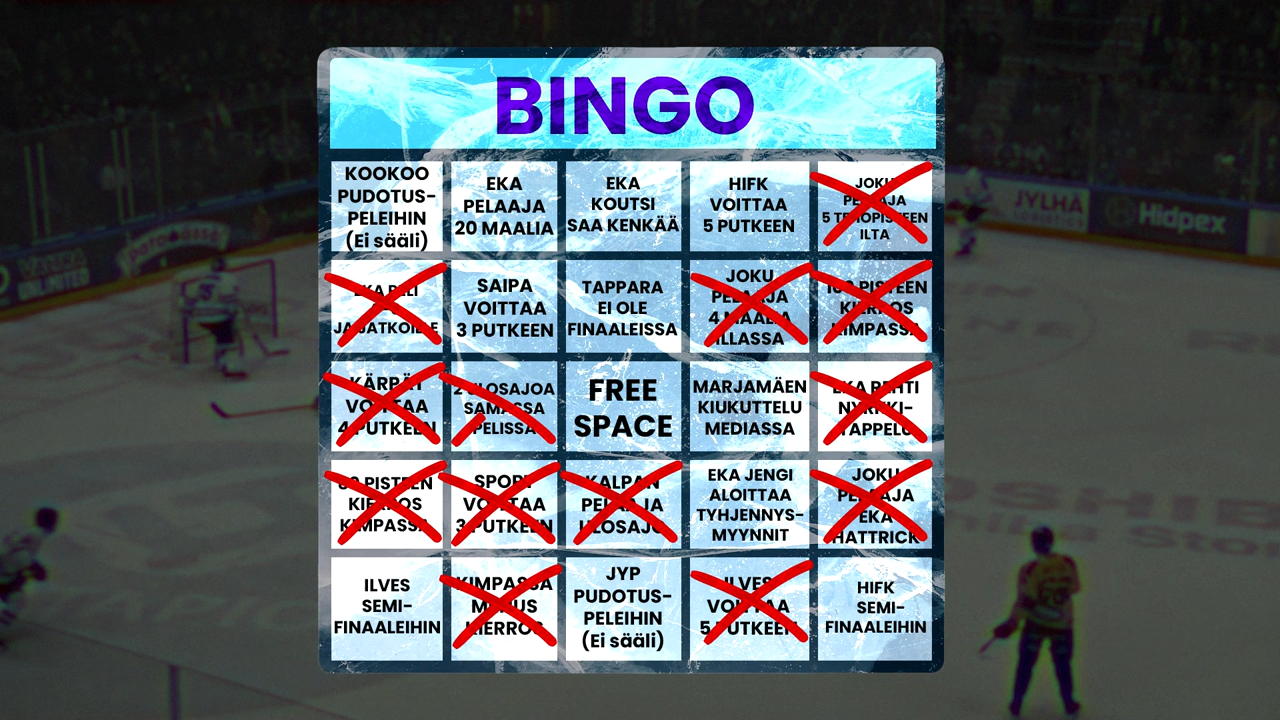 BINGO
KOOKOO
PUDOTUS-
PELEIHIN
(Ei sääli)
EKA
PELAAJA
20 MAALIA
EKA
KOUTSI
SAA KENKÄÄ
HIFK
VOITTAA
5 PUTKEEN
JOKU
PELAAJA
5 TEHOPISTEEN
ILTA
EKA PELI
JA JATKOILLE
SAIPA
VOITTAA
3 PUTKEEN
TAPPARA
EI OLE
FINAALEISSA
JOKU
PELAAJA
4 MAALIA
ILLASSA
100 PISTEEN
KIERROS
KIMPASSA
KÄRPÄT
VOITTAA
4 PUTKEEN
2 ULOSAJOA
SAMASSA
PELISSÄ
FREE
SPACE
MARJAMÄEN
KIUKUTTELU
MEDIASSA
EKA REHTI
NYRKKI-
TAPPELU
PISTEEN
KIERROS
KIMPASSA
SPORT
VOITTAA
3 PUTKEEN
KALPAN
PELAAJA
ULOSAJO
EKA JENGI
ALOITTAA
TYHJENNYS-
MYYNNIT
JOKU
PELAAJA
EKA
HATTRICK
ILVES
SEMI-
FINAALEIHIN
KIMPASSA
MIINUS
KIERROS
JYP
PUDOTUS-
PELEIHIN
(Ei sääli)
ILVES
VOITTAA
5 PUTKEEN
HIFK
SEMI-
FINAALEIHIN
JYLHÄ
Hidpex
UNLIMITED